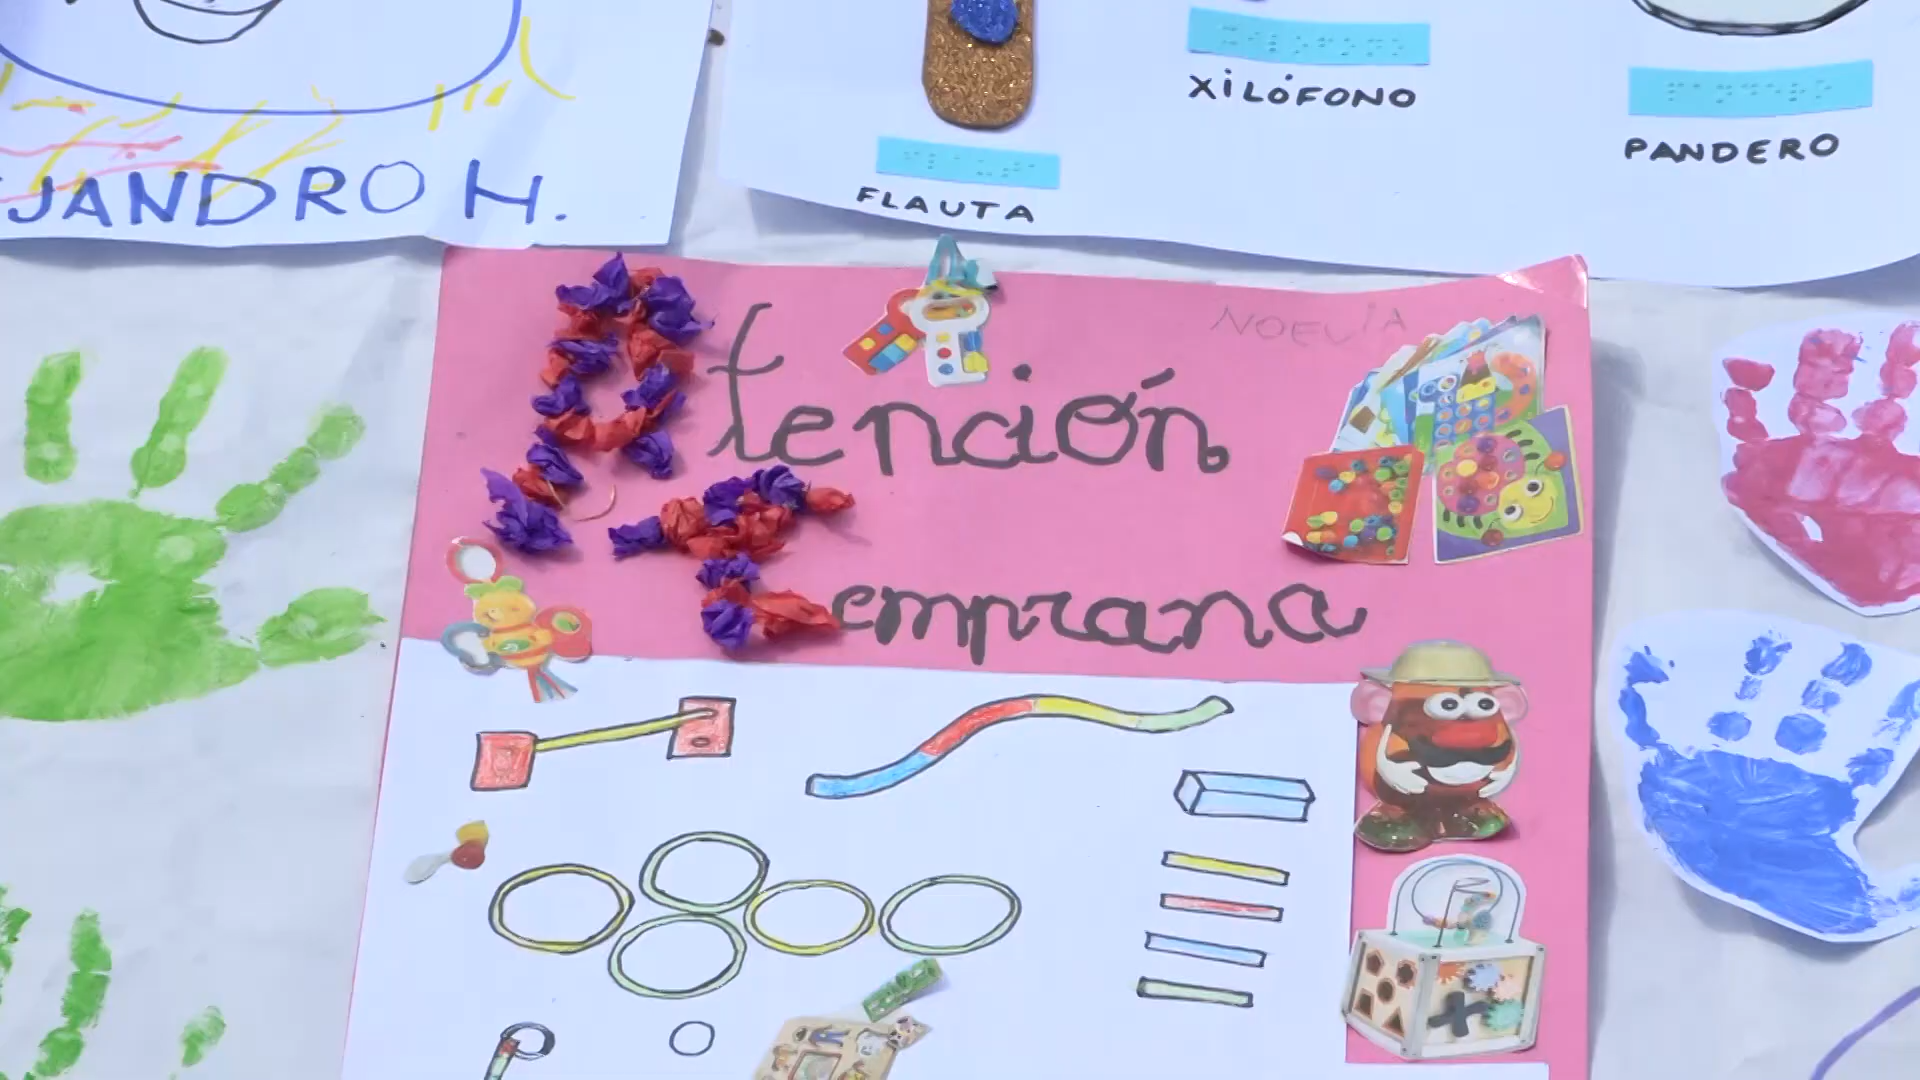 JANDRO H.
XiLÓFONO
PANDERO
FLAUTA
NOELIA
Atención
Temprana